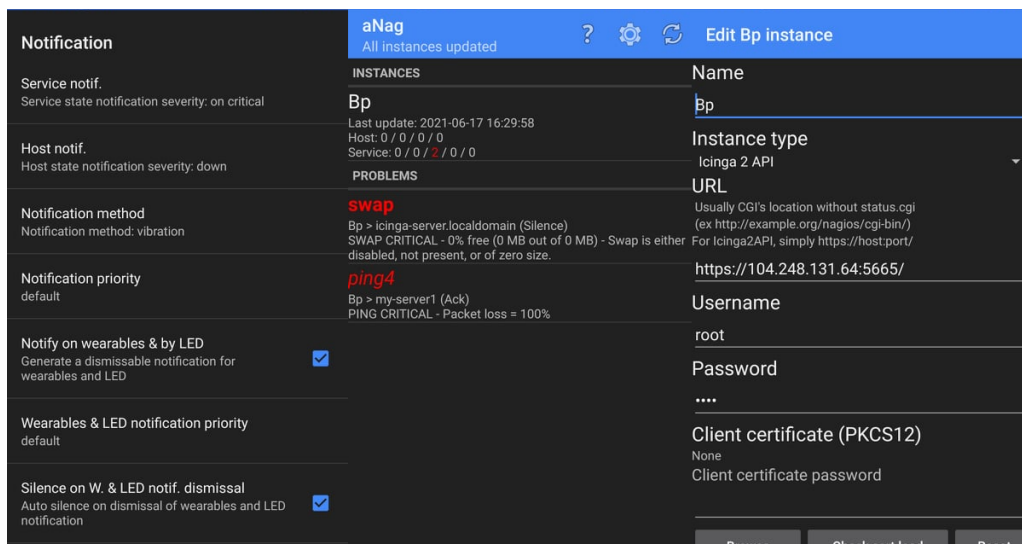 Notification
Service notif.
Service state notification severity: on critical
Host notif.
Host state notification severity: down
Notification method
Notification method: vibration
Notification priority
default
Notify on wearables & by LED
Generate a dismissable notification for
wearables and LED
Wearables & LED notification priority
default
Silence on W. & LED notif. dismissal
Auto silence on dismissal of wearables and LED
notification
aNag
All instances updated
?
INSTANCES
Bp
Last update: 2021-06-17 16:29:58
Host: 0 / 0 / 0 / 0
Service: 0 / 0 / 2 / 0 / 0
PROBLEMS
swap
Bp > icinga-server.localdomain (Silence)
SWAP CRITICAL - 0% free (0 MB out of 0 MB) - Swap is either
disabled, not present, or of zero size.
ping4
Bp > my-server1 (Ack)
PING CRITICAL - Packet loss = 100%
Edit Bp instance
Name
Bp
Instance type
Icinga 2 API
URL
Usually CGI's location without status.cgi
(ex http://example.org/nagios/cgi-bin/)
For Icinga2API, simply https://host:port/
https://104.248.131.64:5665/
Username
root
Password
••••
Client certificate (PKCS12)
None
Client certificate password